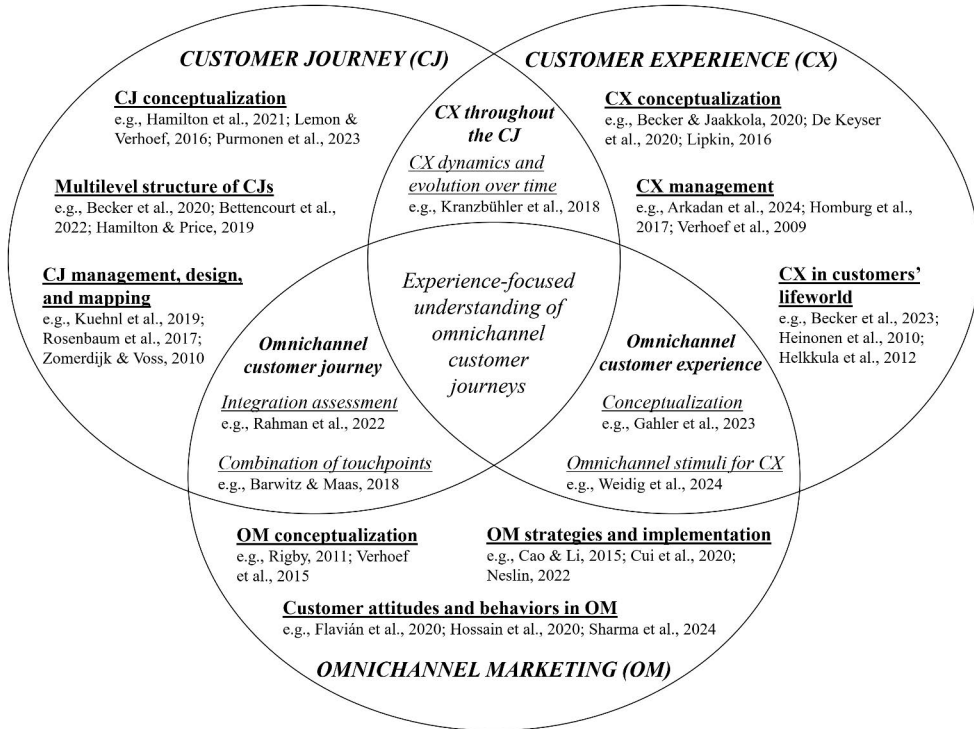 CUSTOMER JOURNEY (CJ)
CJ conceptualization
e.g., Hamilton et al., 2021; Lemon &
Verhoef, 2016; Purmonen et al., 2023
Multilevel structure of CJs
e.g., Becker et al., 2020; Bettencourt et al.,
2022; Hamilton & Price, 2019
CJ management, design,
and mapping
e.g., Kuehnl et al., 2019;
Rosenbaum et al., 2017;
Zomerdijk & Voss, 2010
CX throughout
the CJ
CX dynamics and
evolution over time
e.g., Kranzbühler et al., 2018
CUSTOMER EXPERIENCE (CX)
CX conceptualization
e.g., Becker & Jaakkola, 2020; De Keyser
et al., 2020; Lipkin, 2016
CX management
e.g., Arkadan et al., 2024; Homburg et al.,
2017; Verhoef et al., 2009
CX in customers’
lifeworld
e.g., Becker et al., 2023;
Heinonen et al., 2010;
Helkkula et al., 2012
Experience-focused
understanding of
omnichannel
customer
journeys
Omnichannel
customer journey
Integration assessment
e.g., Rahman et al., 2022
Combination of touchpoints
e.g., Barwitz & Maas, 2018
Omnichannel
customer experience
Conceptualization
e.g., Gahler et al., 2023
Omnichannel stimuli for CX
e.g., Weidig et al., 2024
OM conceptualization
e.g., Rigby, 2011; Verhoef
et al., 2015
OM strategies and implementation
e.g., Cao & Li, 2015; Cui et al., 2020;
Neslin, 2022
Customer attitudes and behaviors in OM
e.g., Flavián et al., 2020; Hossain et al., 2020; Sharma et al., 2024
OMNICHANNEL MARKETING (OM)